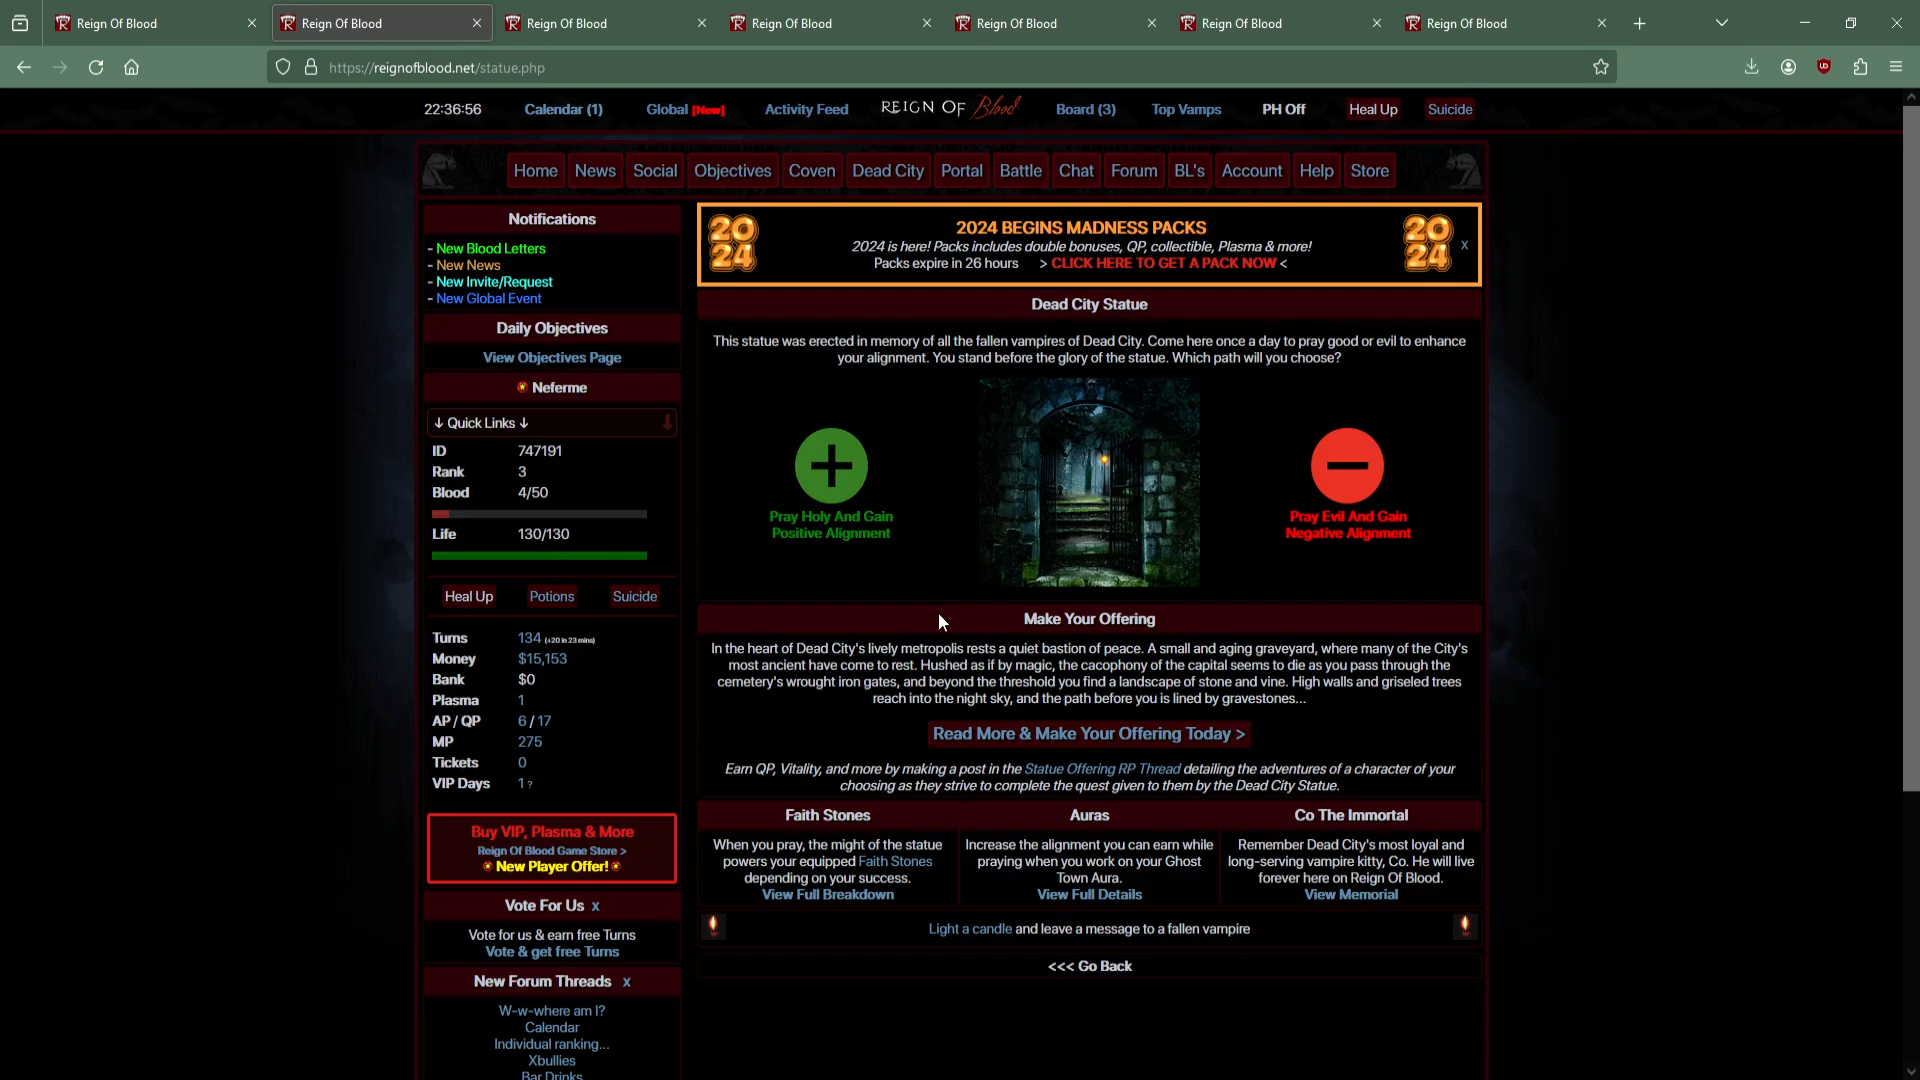 Reign Of Blood
Reign Of Blood
Reign Of Blood
Reign Of Blood
Reign Of Blood
Reign Of Blood
Reign Of Blood
https://reignofblood.net/statue.php
22:36:56 Calendar (1) Global [New] Activity Feed REIGN OF Blood Board (3) Top Vamps PH Off Heal Up Suicide
Home News Social Objectives Coven Dead City Portal Battle Chat Forum BL's Account Help Store
Notifications
- New Blood Letters
- New News
- New Invite/Request
- New Global Event
Daily Objectives
View Objectives Page
Neferme
↓ Quick Links ↓
ID 747191
Rank 3
Blood 4/50
Life 130/130
Heal Up Potions Suicide
Turns 134 (+20 in 23 mins)
Money $15,153
Bank $0
Plasma 1
AP / QP 6 / 17
MP 275
Tickets 0
VIP Days 1 ?
Buy VIP, Plasma & More
Reign Of Blood Game Store >
New Player Offer!
Vote For Us x
Vote for us & earn free Turns
Vote & get free Turns
New Forum Threads x
W-w-where am I?
Calendar
Individual ranking...
Xbullies
Bar Drinks
2024
2024 BEGINS MADNESS PACKS
2024 is here! Packs includes double bonuses, QP, collectible, Plasma & more!
Packs expire in 26 hours > CLICK HERE TO GET A PACK NOW <
2024
x
Dead City Statue
This statue was erected in memory of all the fallen vampires of Dead City. Come here once a day to pray good or evil to enhance
your alignment. You stand before the glory of the statue. Which path will you choose?
Pray Holy And Gain
Positive Alignment
Pray Evil And Gain
Negative Alignment
Make Your Offering
In the heart of Dead City's lively metropolis rests a quiet bastion of peace. A small and aging graveyard, where many of the City's
most ancient have come to rest. Hushed as if by magic, the cacophony of the capital seems to die as you pass through the
cemetery's wrought iron gates, and beyond the threshold you find a landscape of stone and vine. High walls and griseled trees
reach into the night sky, and the path before you is lined by gravestones...
Read More & Make Your Offering Today >
Earn QP, Vitality, and more by making a post in the Statue Offering RP Thread detailing the adventures of a character of your
choosing as they strive to complete the quest given to them by the Dead City Statue.
Faith Stones
When you pray, the might of the statue
powers your equipped Faith Stones
depending on your success.
View Full Breakdown
Auras
Increase the alignment you can earn while
praying when you work on your Ghost
Town Aura.
View Full Details
Co The Immortal
Remember Dead City's most loyal and
long-serving vampire kitty, Co. He will live
forever here on Reign Of Blood.
View Memorial
Light a candle and leave a message to a fallen vampire
<<< Go Back